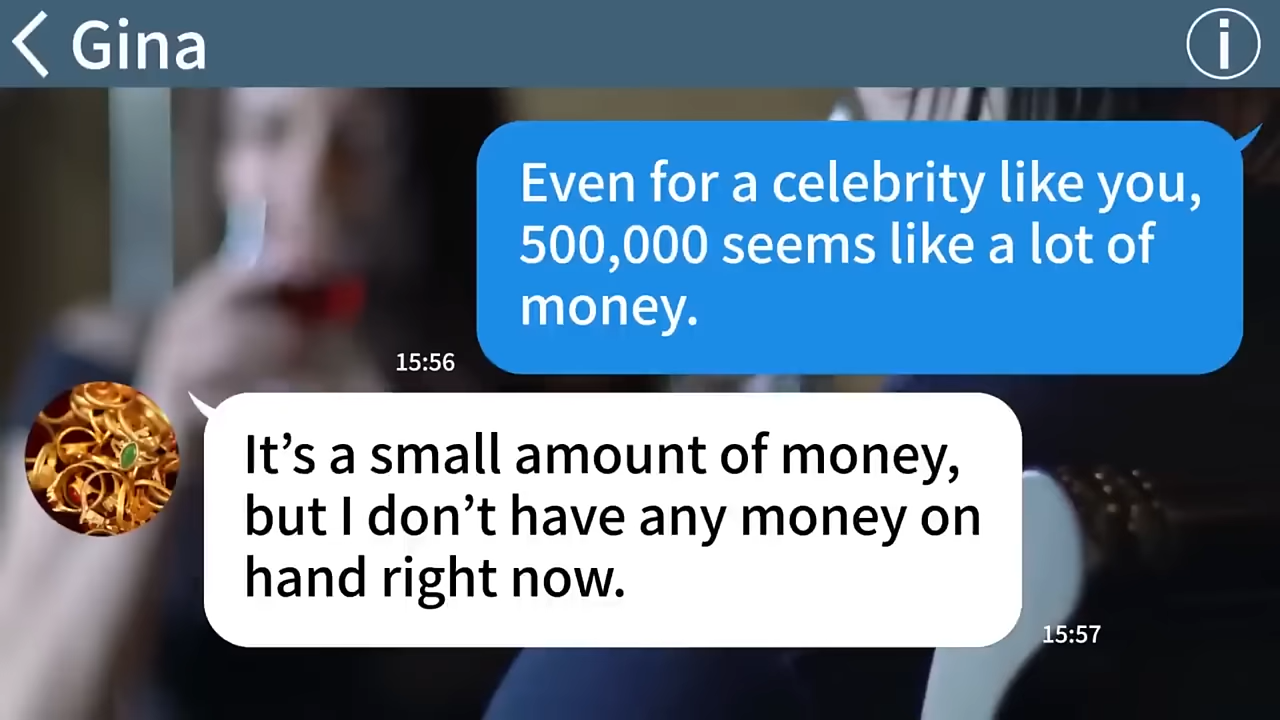 Gina
Even for a celebrity like you,
500,000 seems like a lot of
money.
15:56
It’s a small amount of money,
but I don’t have any money on
hand right now.
15:57